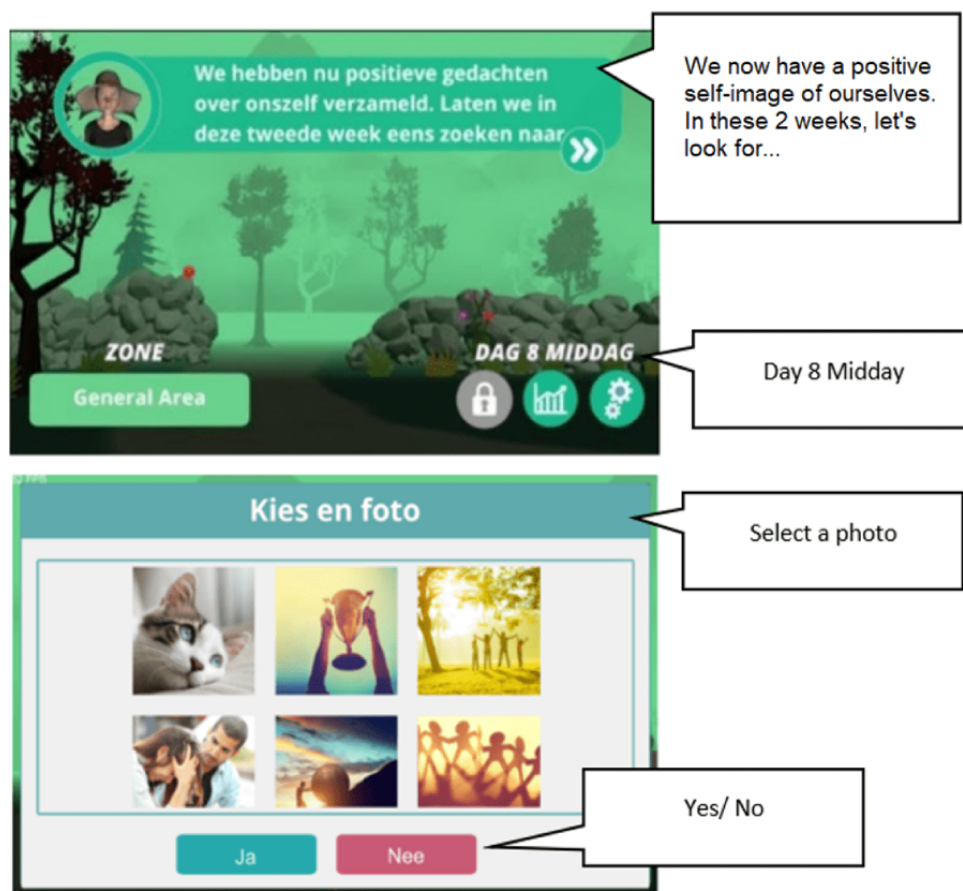 We hebben nu positieve gedachten
over onszelf verzameld. Laten we in
deze tweede week eens zoeken naar
We now have a positive
self-image of ourselves.
In these 2 weeks, let's
look for...
ZONE
General Area
DAG 8 MIDDAG
Day 8 Midday
Kies en foto
Select a photo
Ja
Nee
Yes/ No